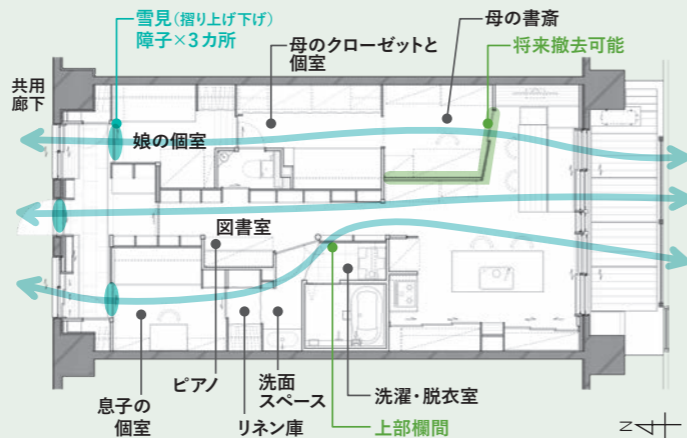 雪見（摺り上げ下げ）
障子×3カ所
母のクローゼットと
個室
母の書斎
将来撤去可能
共用
廊下
娘の個室
図書室
息子の
個室
ピアノ
リネン庫
洗面
スペース
上部欄間
洗濯・脱衣室
N